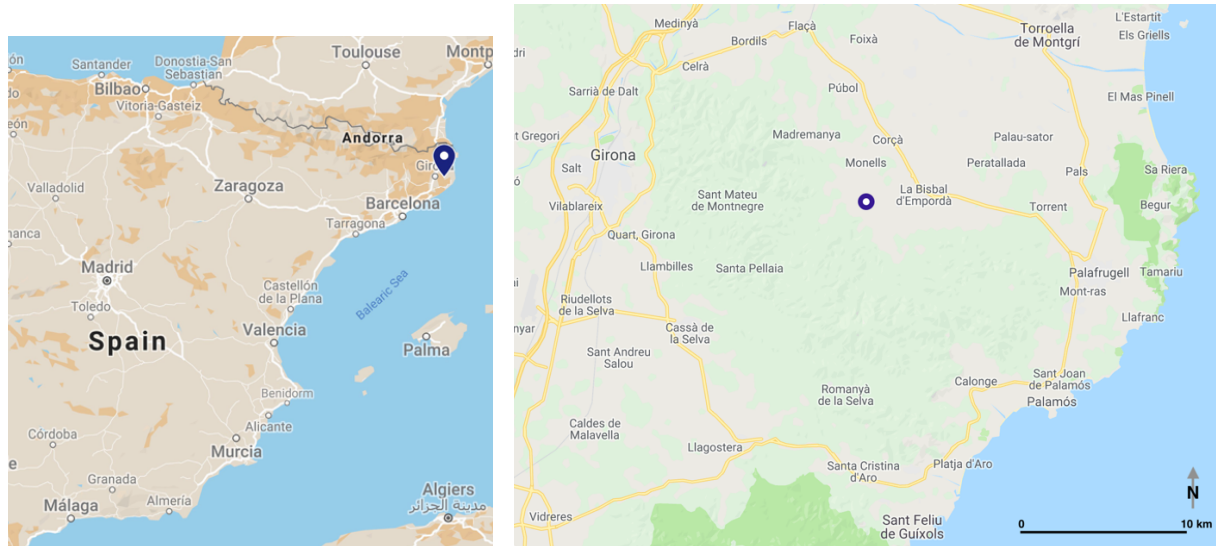 Toulouse
Montp
Santander
Donostia-San
Sebastian
Bilbao
Vitoria-Gasteiz
Andorra
Valladolid
Zaragoza
Barcelona
Tarragona
Madrid
Castellón
de la Plana
Balearic Sea
Toledo
Spain
Valencia
Palma
Benidorm
Alicante
Córdoba
Murcia
Granada
Almería
Málaga
Algiers
مدينة الجزائر
Medinyà
Flaçà
L'Estartit
Torroella
de Montgrí
Els Griells
Bordils
Foixà
Celrà
Sarrià de Dalt
Púbol
El Mas Pinell
t Gregori
Madremanya
Corçà
Palau-sator
Girona
Salt
Monells
Peratallada
Pals
Sa Riera
Vilablareix
Sant Mateu
de Montnegre
La Bisbal
d'Empordà
Torrent
Begur
Quart, Girona
Llambilles
Santa Pellaia
Palafrugell
Tamariu
Mont-ras
Riudellots
de la Selva
Llafranc
Cassà de
la Selva
Sant Andreu
Salou
Sant Joan
de Palamós
Calonge
Romanyà
de la Selva
Palamós
Caldes de
Malavella
Llagostera
Santa Cristina
d'Aro
Platja d'Aro
Vidreres
Sant Feliu
de Guíxols
N
0 10 km